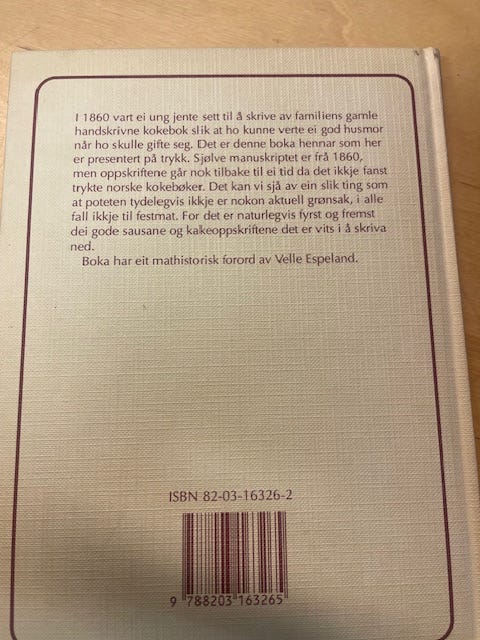 I 1860 vart ei ung jente sett til å skrive av familiens gamle
handskrivne kokebok slik at ho kunne verte ei god husmor
når ho skulle gifte seg. Det er denne boka hennar som her
er presentert på trykk. Sjølve manuskriptet er frå 1860,
men oppskriftene går nok tilbake til ei tid da det ikkje fanst
trykte norske kokebøker. Det kan vi sjå av ein slik ting som
at poteten tydelegvis ikkje er nokon aktuell grønsak, i alle
fall ikkje til festmat. For det er naturlegvis fyrst og fremst
dei gode sausane og kakeoppskriftene det er vits i å skriva
ned.
Boka har eit mathistorisk forord av Velle Espeland.
ISBN 82-03-16326-2
9 788203 163265